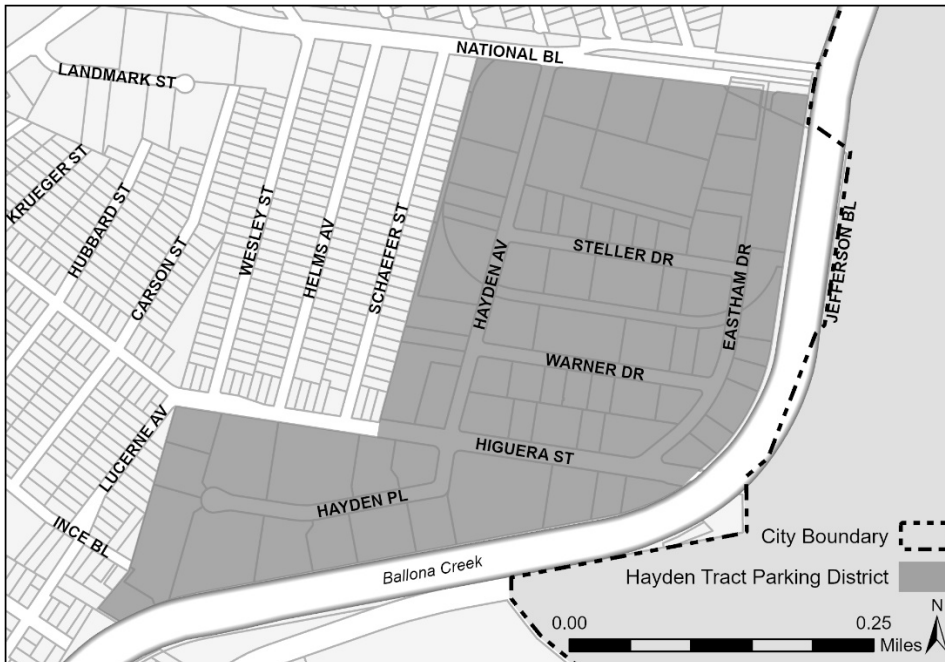 NATIONAL BL
LANDMARK ST
KRUEGER ST
HUBBARD ST
CARSON ST
WESLEY ST
HELMS AV
SCHAEFER ST
HAYDEN AV
STELLER DR
EASTHAM DR
JEFFERSON BL
WARNER DR
LUCERNE AV
HIGUERA ST
HAYDEN PL
INCE BL
Ballona Creek
City Boundary
Hayden Tract Parking District
N
0.00
0.25
Miles